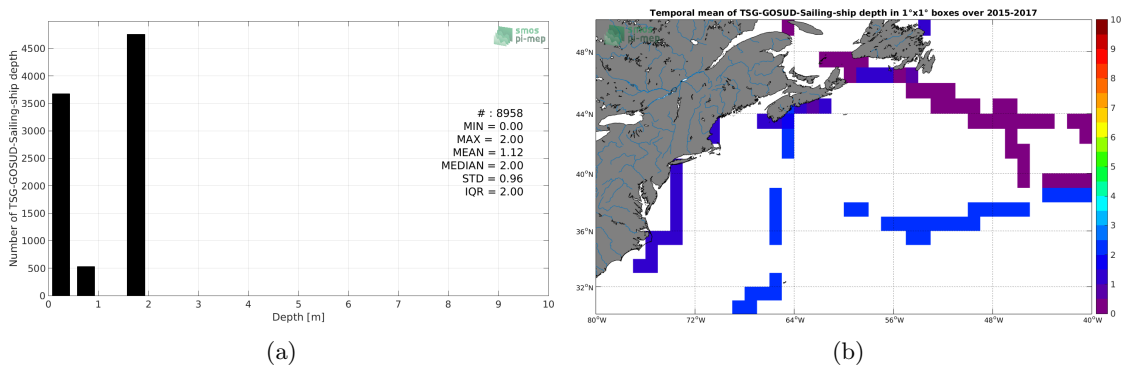 smos
pi-mep
Number of TSG-GOSUD-Sailing-ship depth
4500
4000
3500
3000
2500
2000
1500
1000
500
0
# : 8958
MIN = 0.00
MAX = 2.00
MEAN = 1.12
MEDIAN = 2.00
STD = 0.96
IQR = 2.00
0 1 2 3 4 5 6 7 8 9 10
Depth [m]
(a)
Temporal mean of TSG-GOSUD-Sailing-ship depth in 1°x1° boxes over 2015-2017
smos
pi-mep
48°N
44°N
40°N
36°N
32°N
80°W 72°W 64°W 56°W 48°W 40°W
10
9
8
7
6
5
4
3
2
1
0
(b)